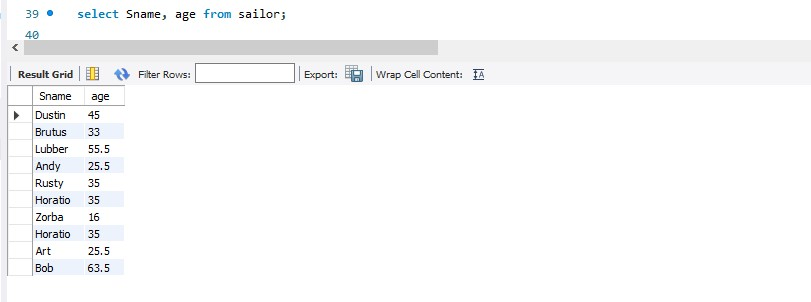 39 select Sname, age from sailor;
40
Result Grid Filter Rows: Export: Wrap Cell Content:
Sname age
Dustin 45
Brutus 33
Lubber 55.5
Andy 25.5
Rusty 35
Horatio 35
Zorba 16
Horatio 35
Art 25.5
Bob 63.5